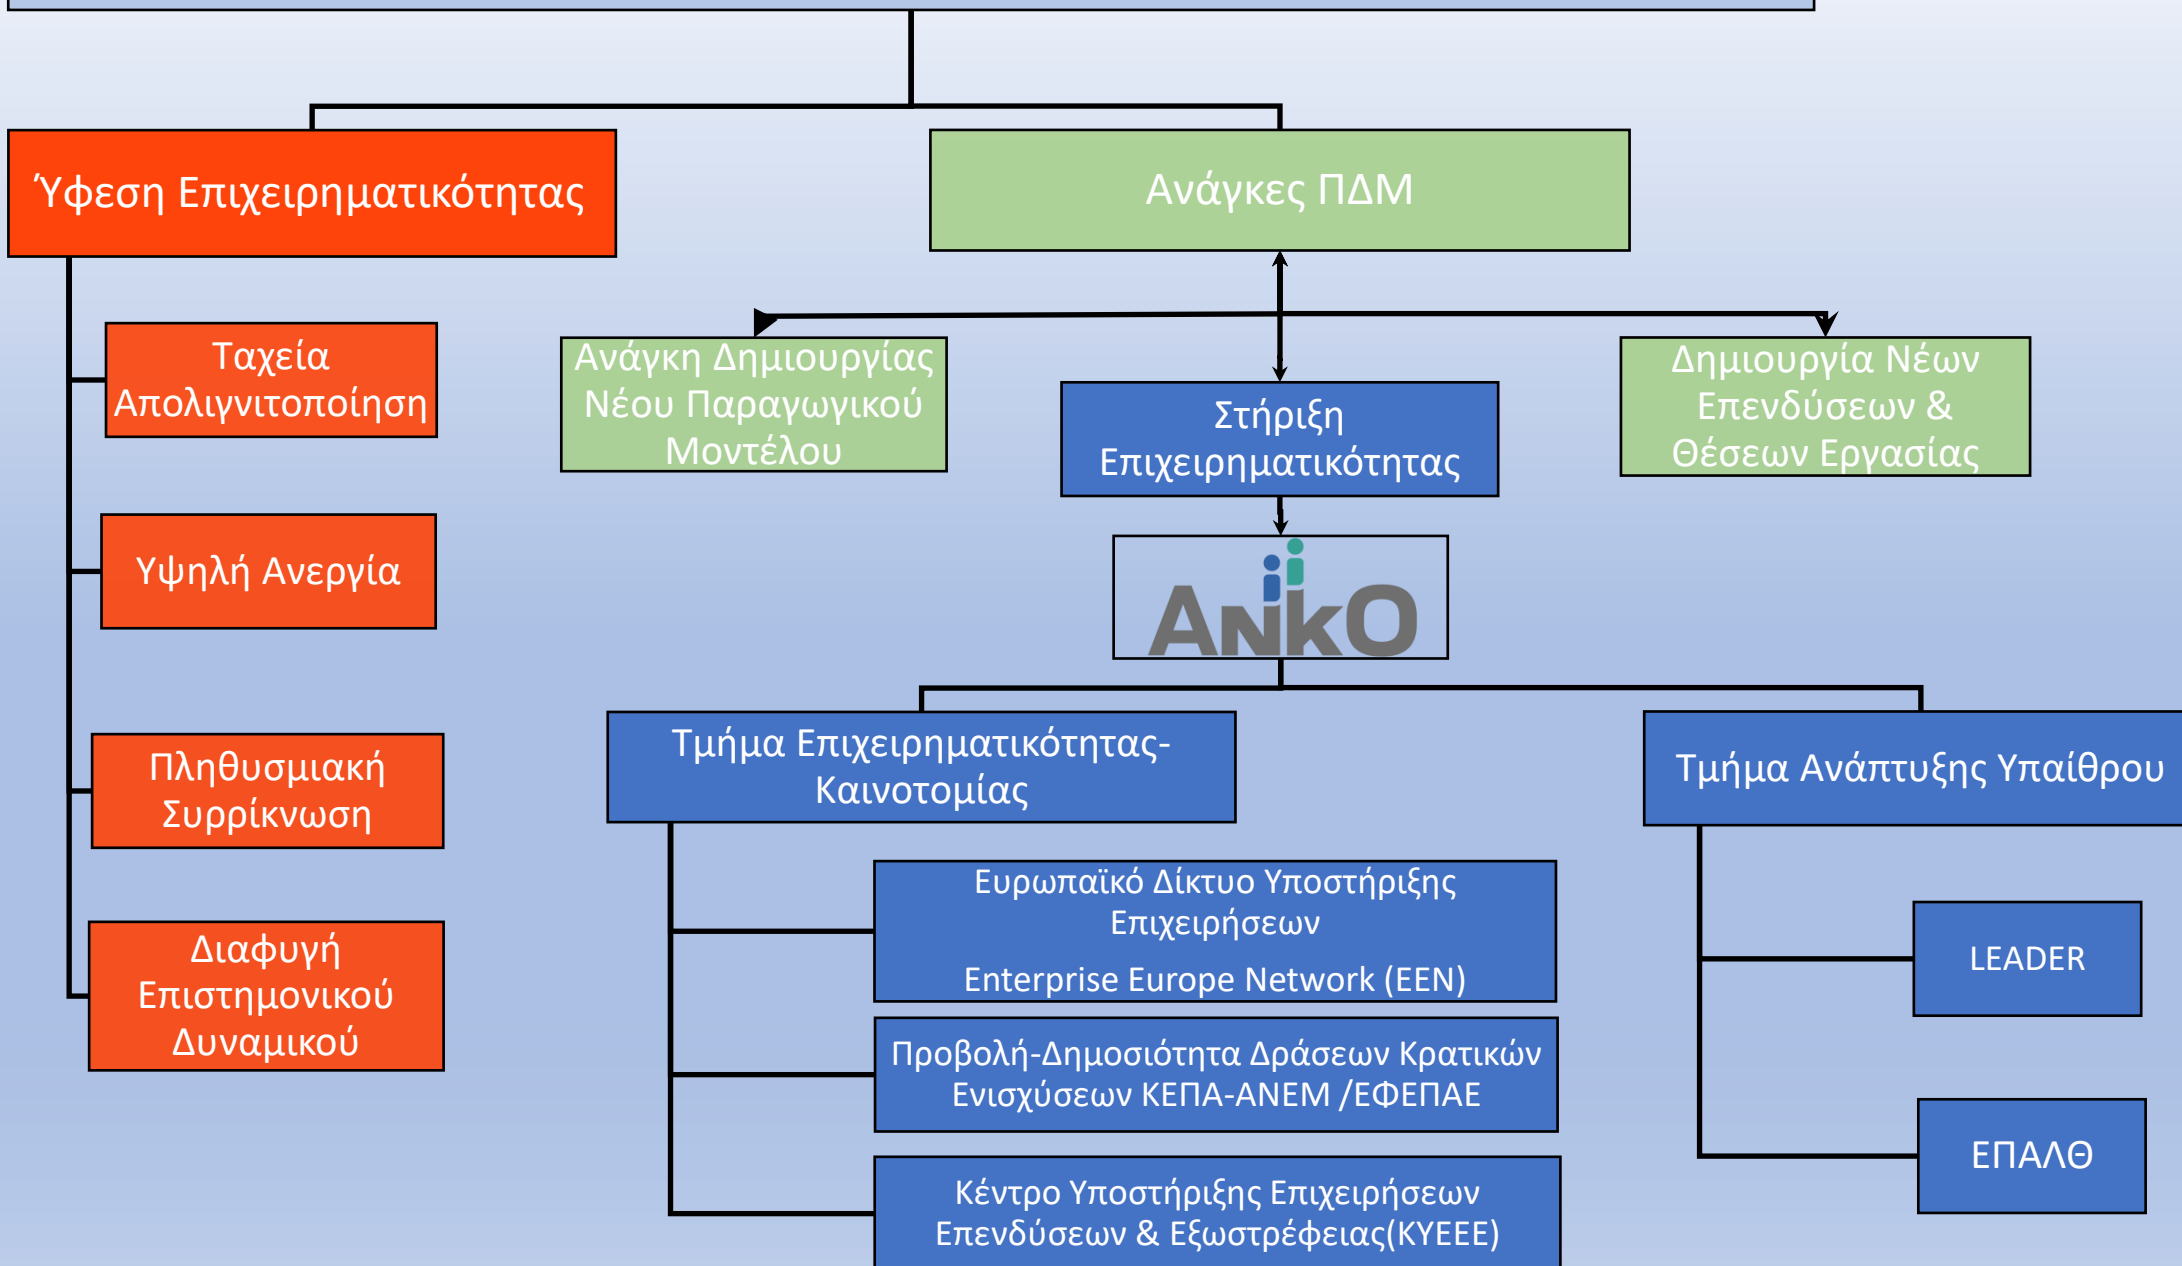 Ύφεση Επιχειρηματικότητας
Ανάγκες ΠΔΜ
Ταχεία
Απολιγνιτοποίηση
Υψηλή Ανεργία
Πληθυσμιακή
Συρρίκνωση
Διαφυγή
Επιστημονικού
Δυναμικού
Ανάγκη Δημιουργίας
Νέου Παραγωγικού
Μοντέλου
Στήριξη
Επιχειρηματικότητας
Δημιουργία Νέων
Επενδύσεων &
Θέσεων Εργασίας
ANkO
Τμήμα Επιχειρηματικότητας-
Καινοτομίας
Ευρωπαϊκό Δίκτυο Υποστήριξης
Επιχειρήσεων
Enterprise Europe Network (EEN)
Προβολή-Δημοσιότητα Δράσεων Κρατικών
Ενισχύσεων ΚΕΠΑ-ΑΝΕΜ /ΕΦΕΠΑΕ
Κέντρο Υποστήριξης Επιχειρήσεων
Επενδύσεων & Εξωστρέφειας(ΚΥΕΕΕ)
Τμήμα Ανάπτυξης Υπαίθρου
LEADER
ΕΠΑΛΘ